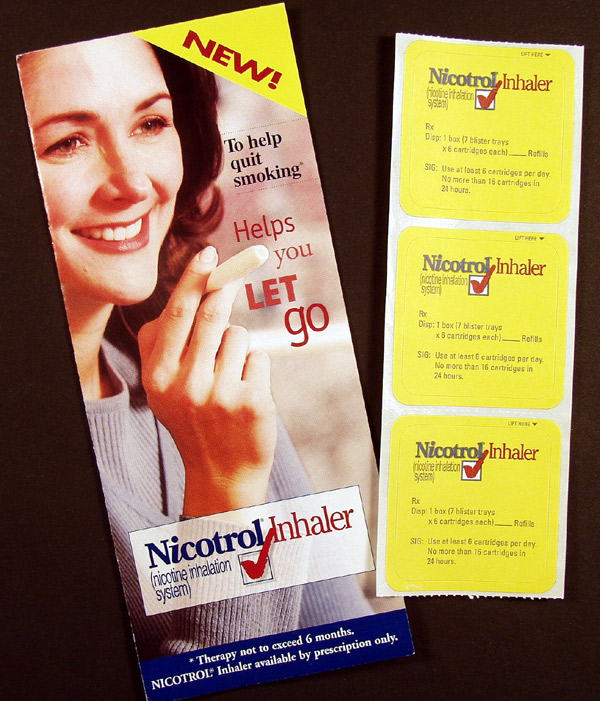 NEW!
To help
quit
smoking*
Helps
you
LET
go
Nicotrol Inhaler
(nicotine inhalation
system)
* Therapy not to exceed 6 months.
NICOTROL® Inhaler available by prescription only.
LIFT HERE
Nicotrol Inhaler
(nicotine inhalation
system)
Rx
Disp: 1 box (7 blister trays
x 6 cartridges each) ____ Refills
SIG: Use at least 6 cartridges per day.
No more than 16 cartridges in
24 hours.
LIFT HERE
Nicotrol Inhaler
(nicotine inhalation
system)
Rx
Disp: 1 box (7 blister trays
x 6 cartridges each) ____ Refills
SIG: Use at least 6 cartridges per day.
No more than 16 cartridges in
24 hours.
LIFT HERE
Nicotrol Inhaler
(nicotine inhalation
system)
Rx
Disp: 1 box (7 blister trays
x 6 cartridges each) ____ Refills
SIG: Use at least 6 cartridges per day.
No more than 16 cartridges in
24 hours.